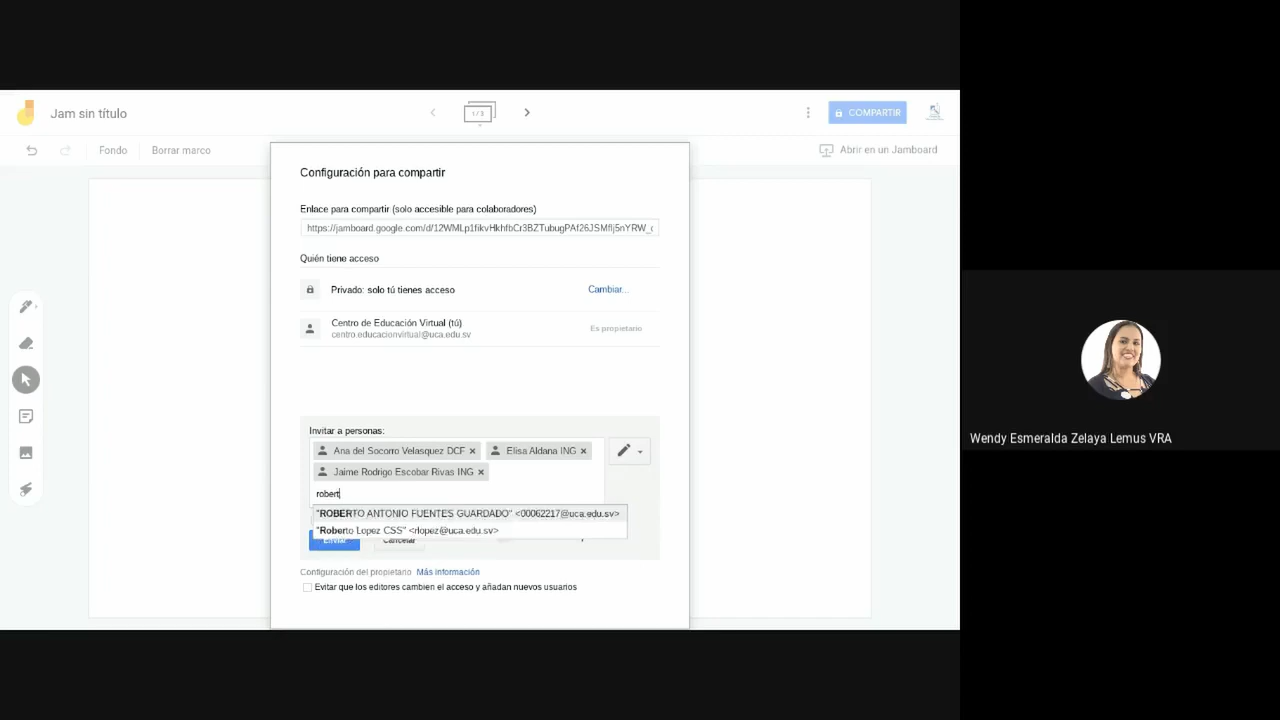 Jam sin título
1 / 3
COMPARTIR
Fondo
Borrar marco
Abrir en un Jamboard
Configuración para compartir
Enlace para compartir (solo accesible para colaboradores)
Quién tiene acceso
Privado: solo tú tienes acceso
Cambiar...
Centro de Educación Virtual (tú)
Es propietario
centro.educacionvirtual@uca.edu.sv
Invitar a personas:
Ana del Socorro Velasquez DCF
Elisa Aldana ING
Jaime Rodrigo Escobar Rivas ING
robert
"ROBERTO ANTONIO FUENTES GUARDADO" <00062217@uca.edu.sv>
"Roberto Lopez CSS" <rlopez@uca.edu.sv>
Enviar
Cancelar
Configuración del propietario Más información
Evitar que los editores cambien el acceso y añadan nuevos usuarios
Wendy Esmeralda Zelaya Lemus VRA